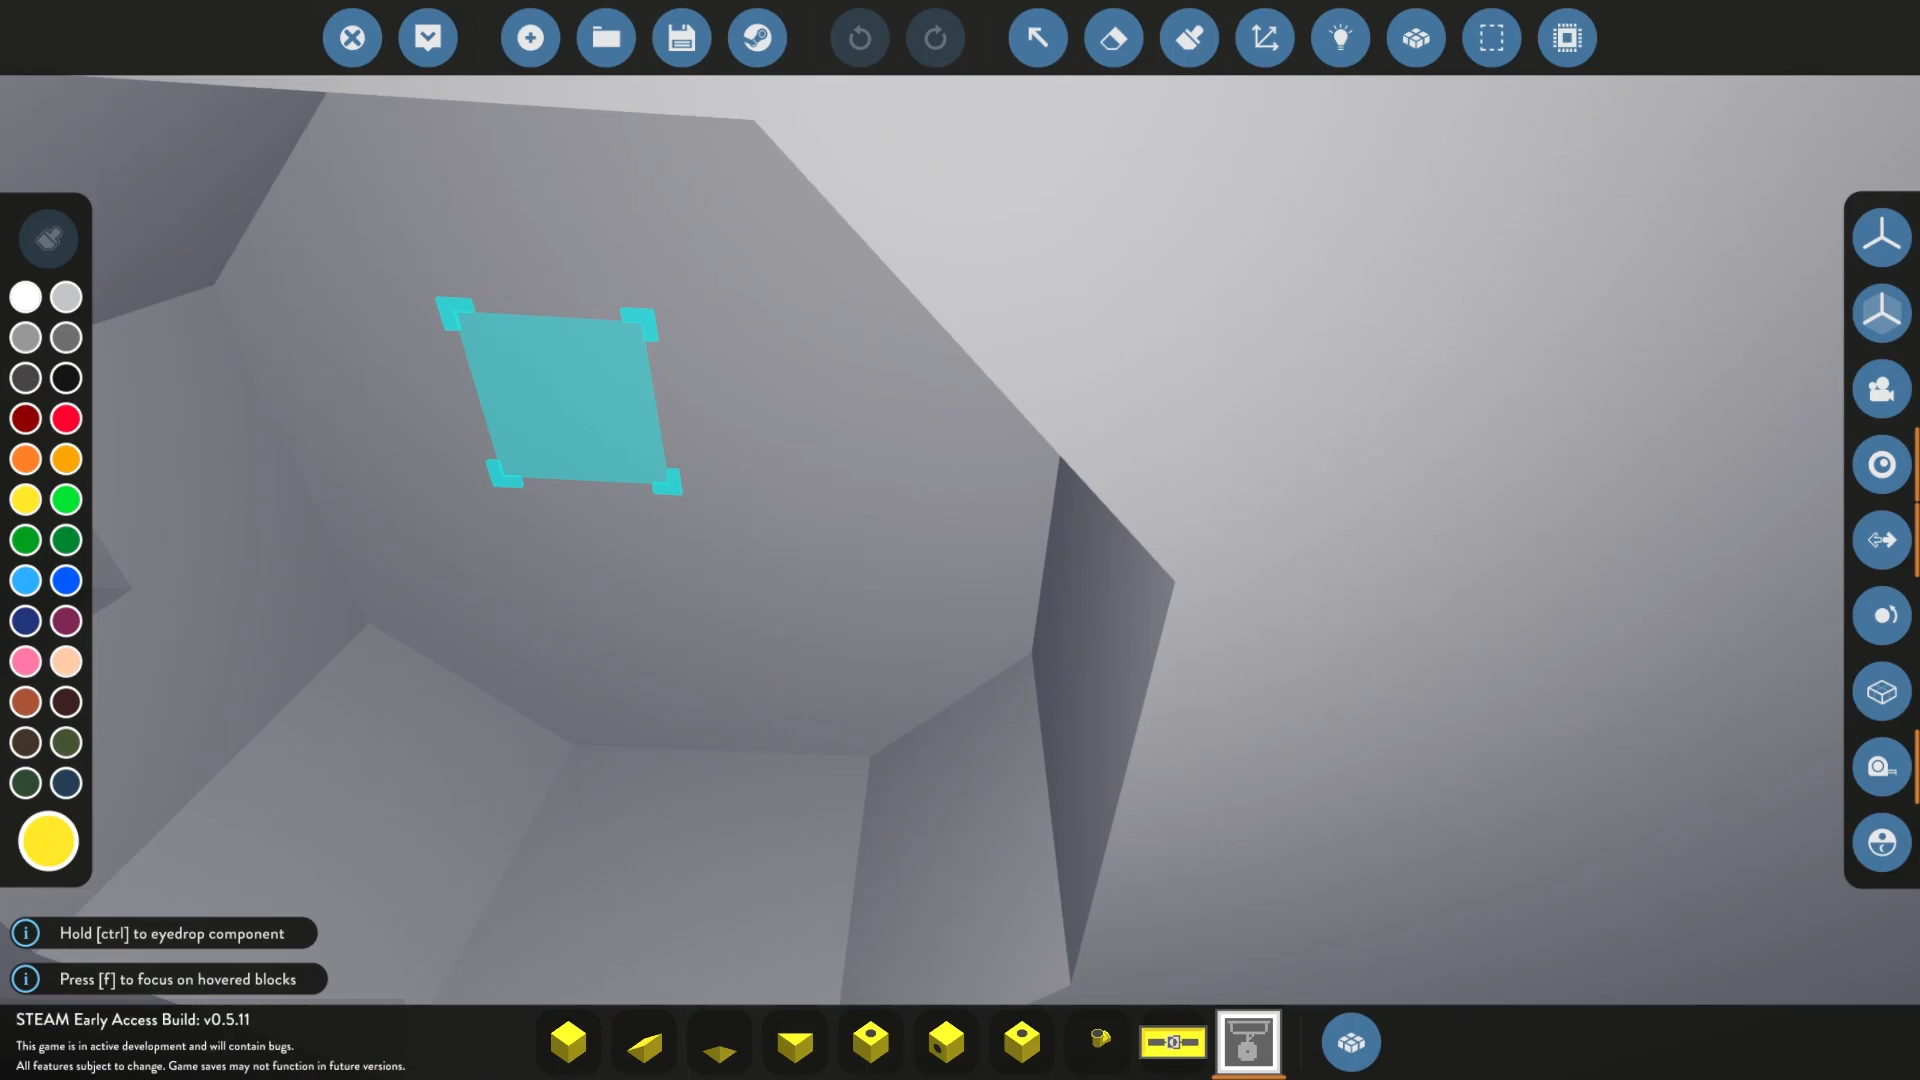 Hold [ctrl] to eyedrop component
Press [f] to focus on hovered blocks
STEAM Early Access Build: v0.5.11
This game is in active development and will contain bugs.
All features subject to change. Game saves may not function in future versions.